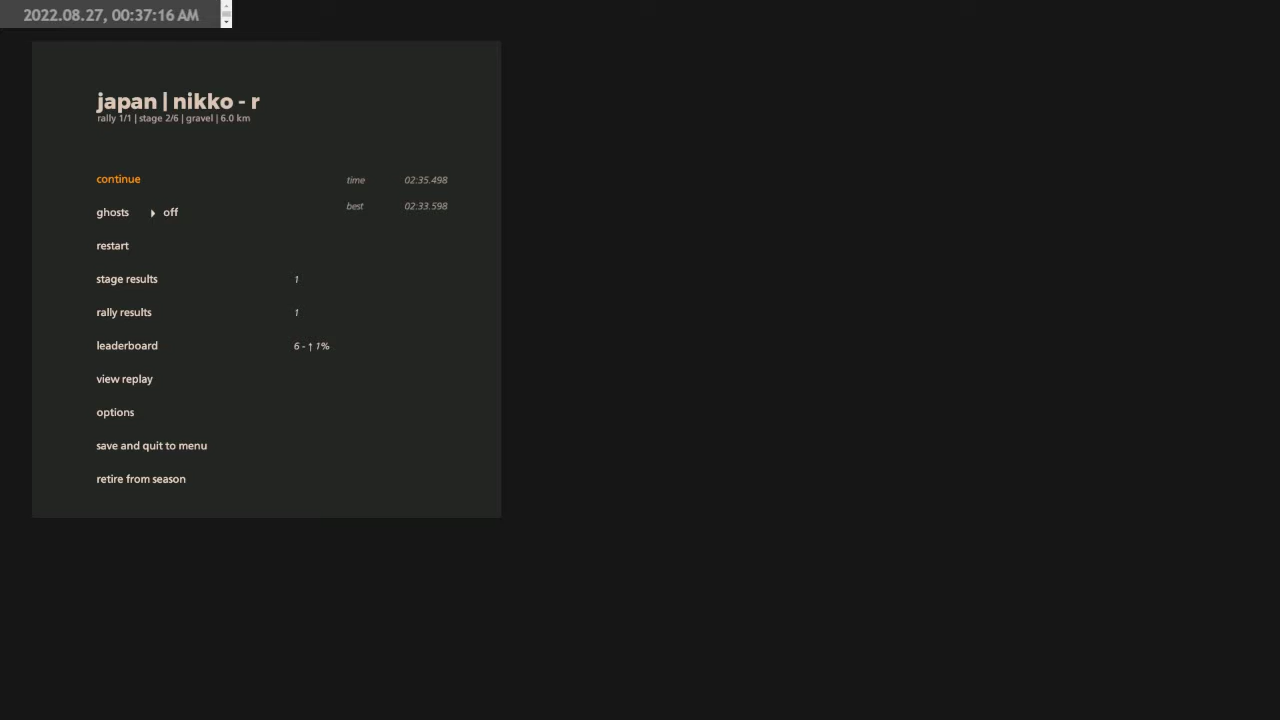 2022.08.27, 00:37:16 AM
japan | nikko - r
rally 1/1 | stage 2/6 | gravel | 6.0 km
continue
time 02:35.498
best 02:33.598
ghosts off
restart
stage results 1
rally results 1
leaderboard 6 - ↑ 1%
view replay
options
save and quit to menu
retire from season